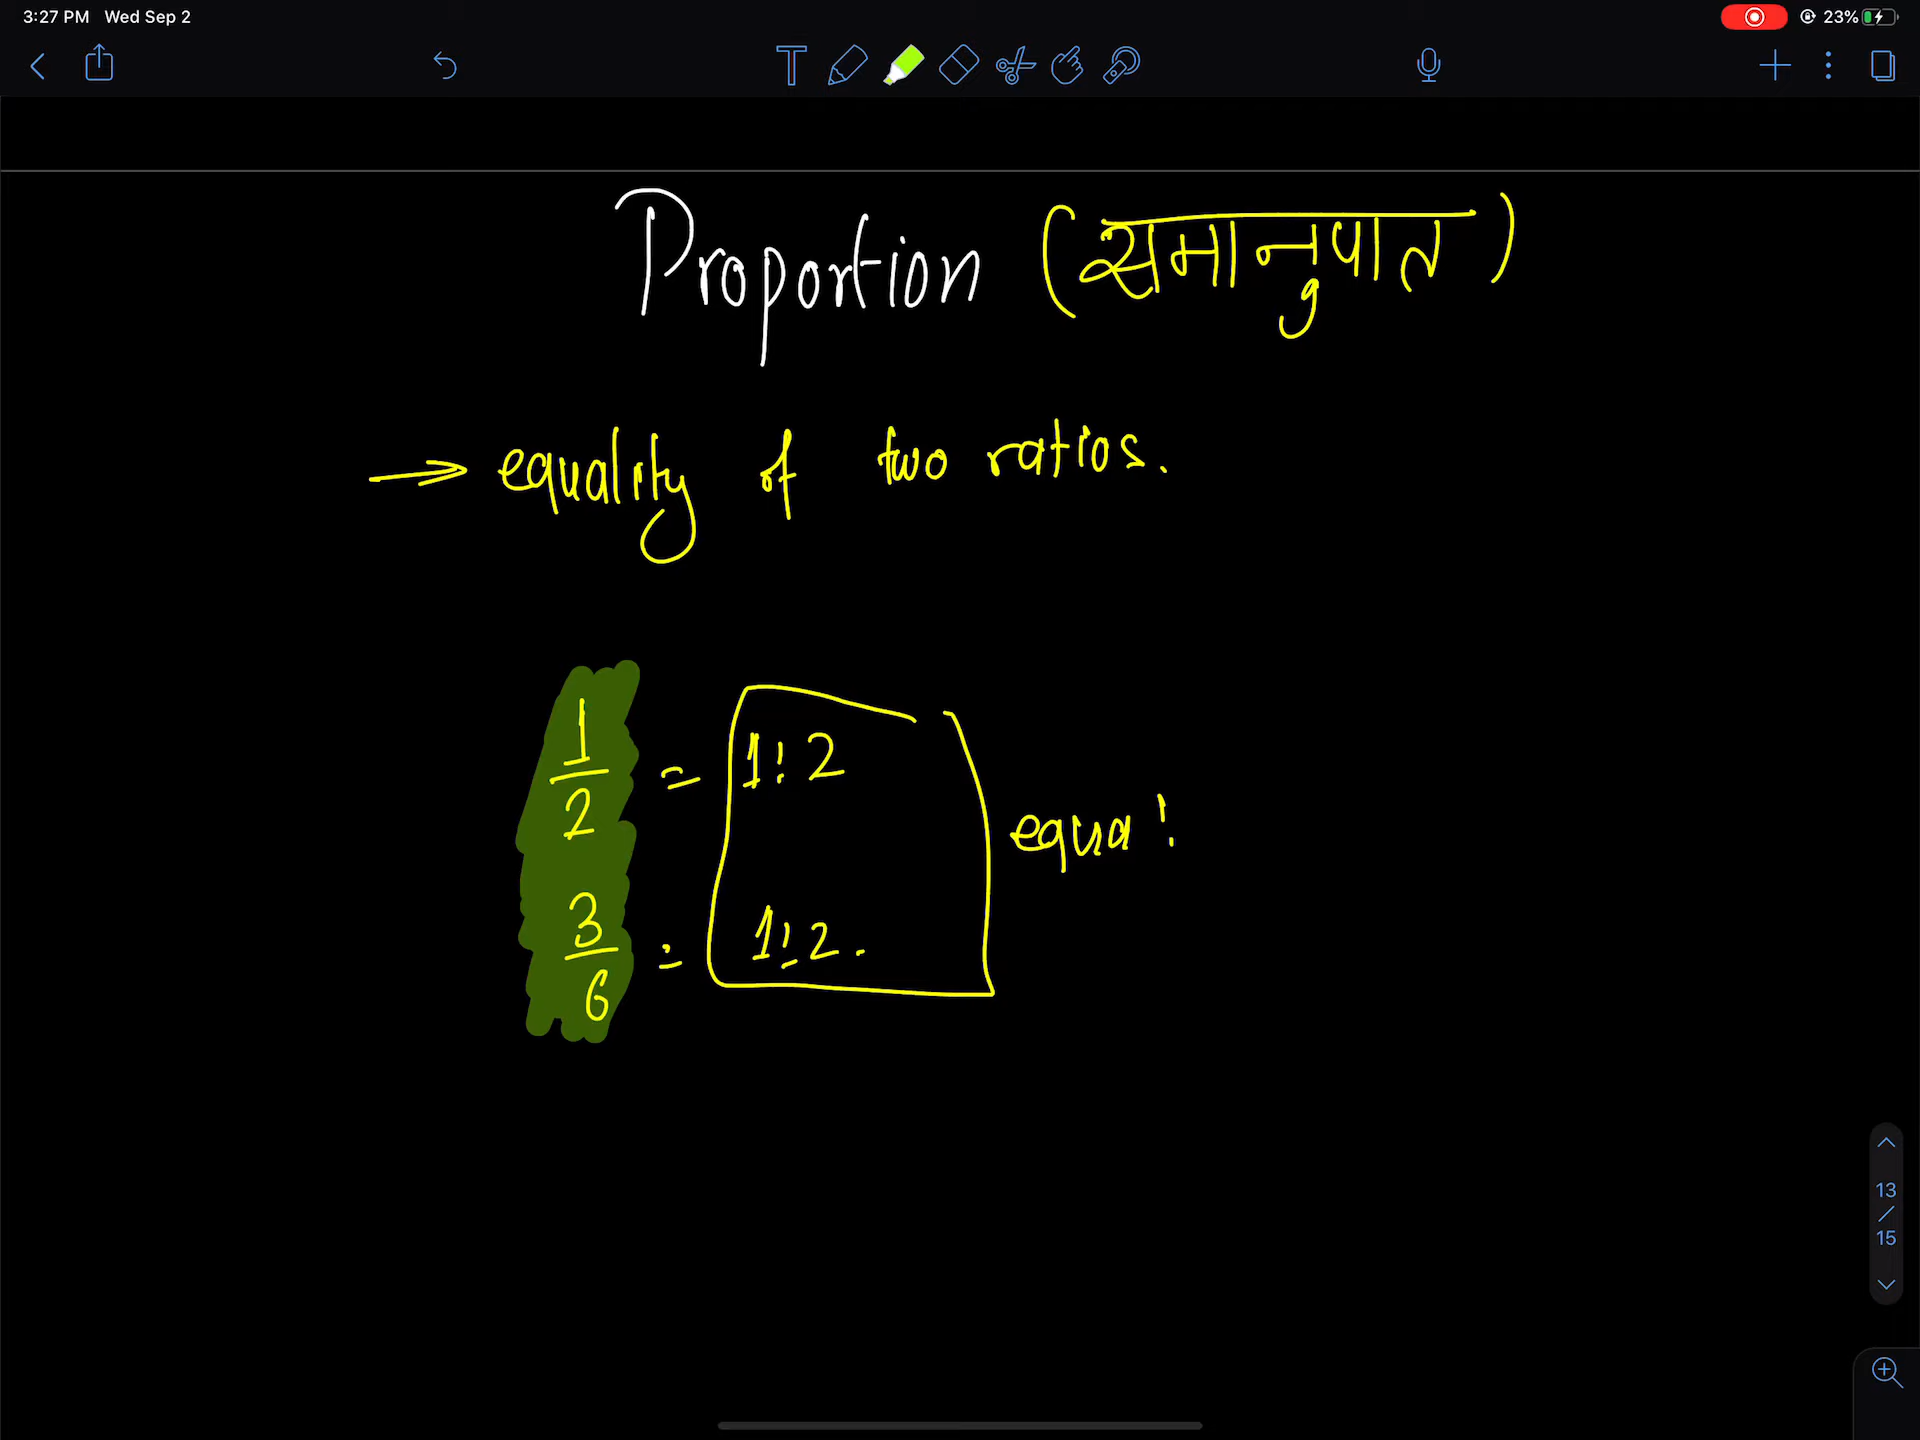 3:27 PM Wed Sep 2
23%
T
Proportion (समानुपात)
→ equality of two ratios.
1/2 = 1:2
equal
3/6 = 1:2.
13
/
15